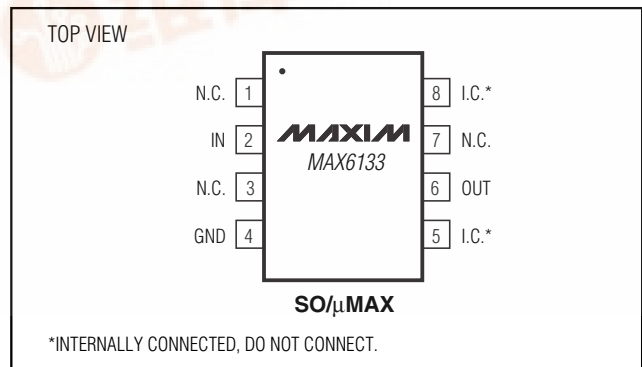 TOP VIEW
N.C. 1
8 I.C.*
IN 2
MAXIM
7 N.C.
MAX6133
N.C. 3
6 OUT
GND 4
5 I.C.*
SO/μMAX
*INTERNALLY CONNECTED, DO NOT CONNECT.